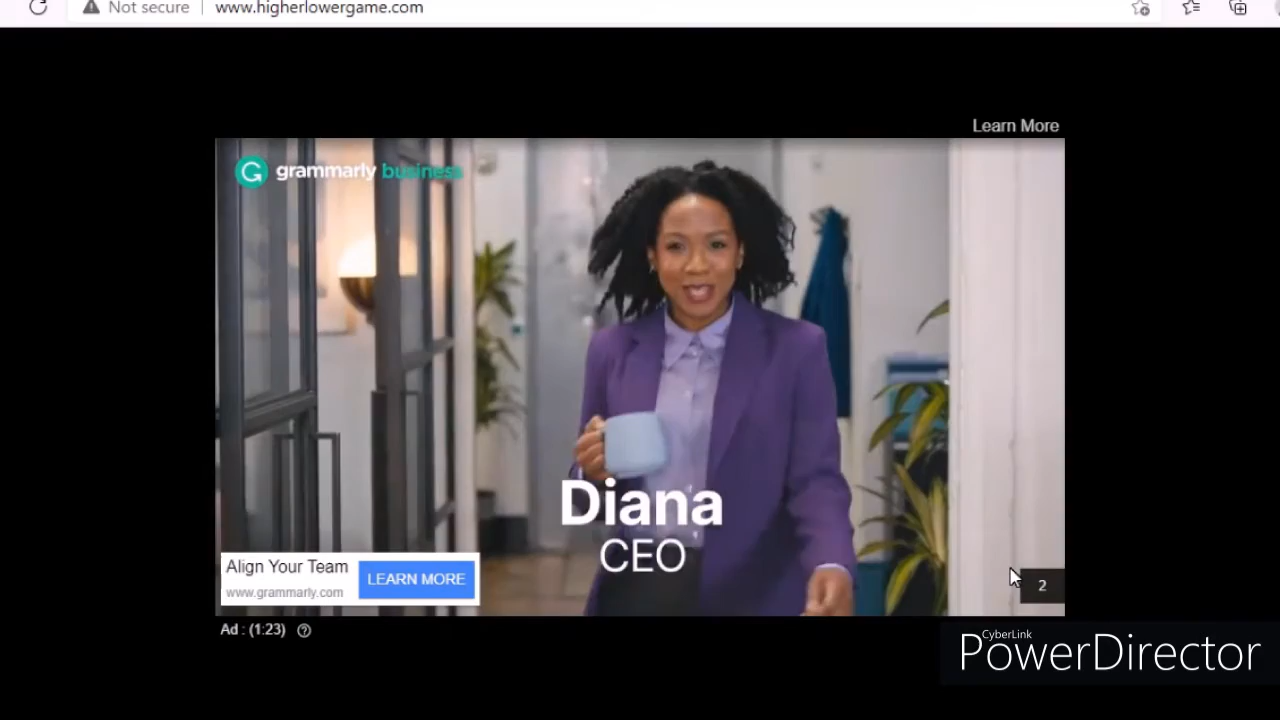 Not secure www.higherlowergame.com
Learn More
grammarly business
Diana
CEO
Align Your Team
www.grammarly.com
LEARN MORE
2
Ad : (1:23)
CyberLink
PowerDirector